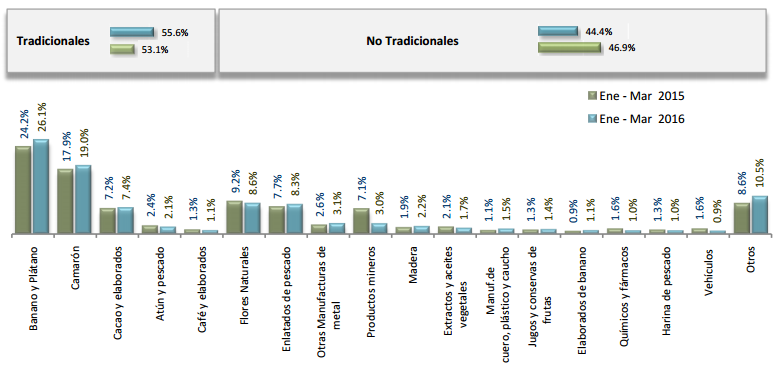 Tradicionales
55.6%
53.1%
No Tradicionales
44.4%
46.9%
Ene - Mar 2015
Ene - Mar 2016
24.2%
26.1%
17.9%
19.0%
7.2%
7.4%
2.4%
2.1%
1.3%
1.1%
9.2%
8.6%
7.7%
8.3%
2.6%
3.1%
7.1%
3.0%
1.9%
2.2%
2.1%
1.7%
1.1%
1.5%
1.3%
1.4%
0.9%
1.1%
1.6%
1.0%
1.3%
1.0%
1.6%
0.9%
8.6%
10.5%
Banano y Plátano
Camarón
Cacao y elaborados
Atún y pescado
Café y elaborados
Flores Naturales
Enlatados de pescado
Otras Manufacturas de
metal
Productos mineros
Madera
Extractos y aceites
vegetales
Manuf de
cuero, plástico y caucho
Jugos y conservas de
frutas
Elaborados de banano
Químicos y fármacos
Harina de pescado
Vehículos
Otros